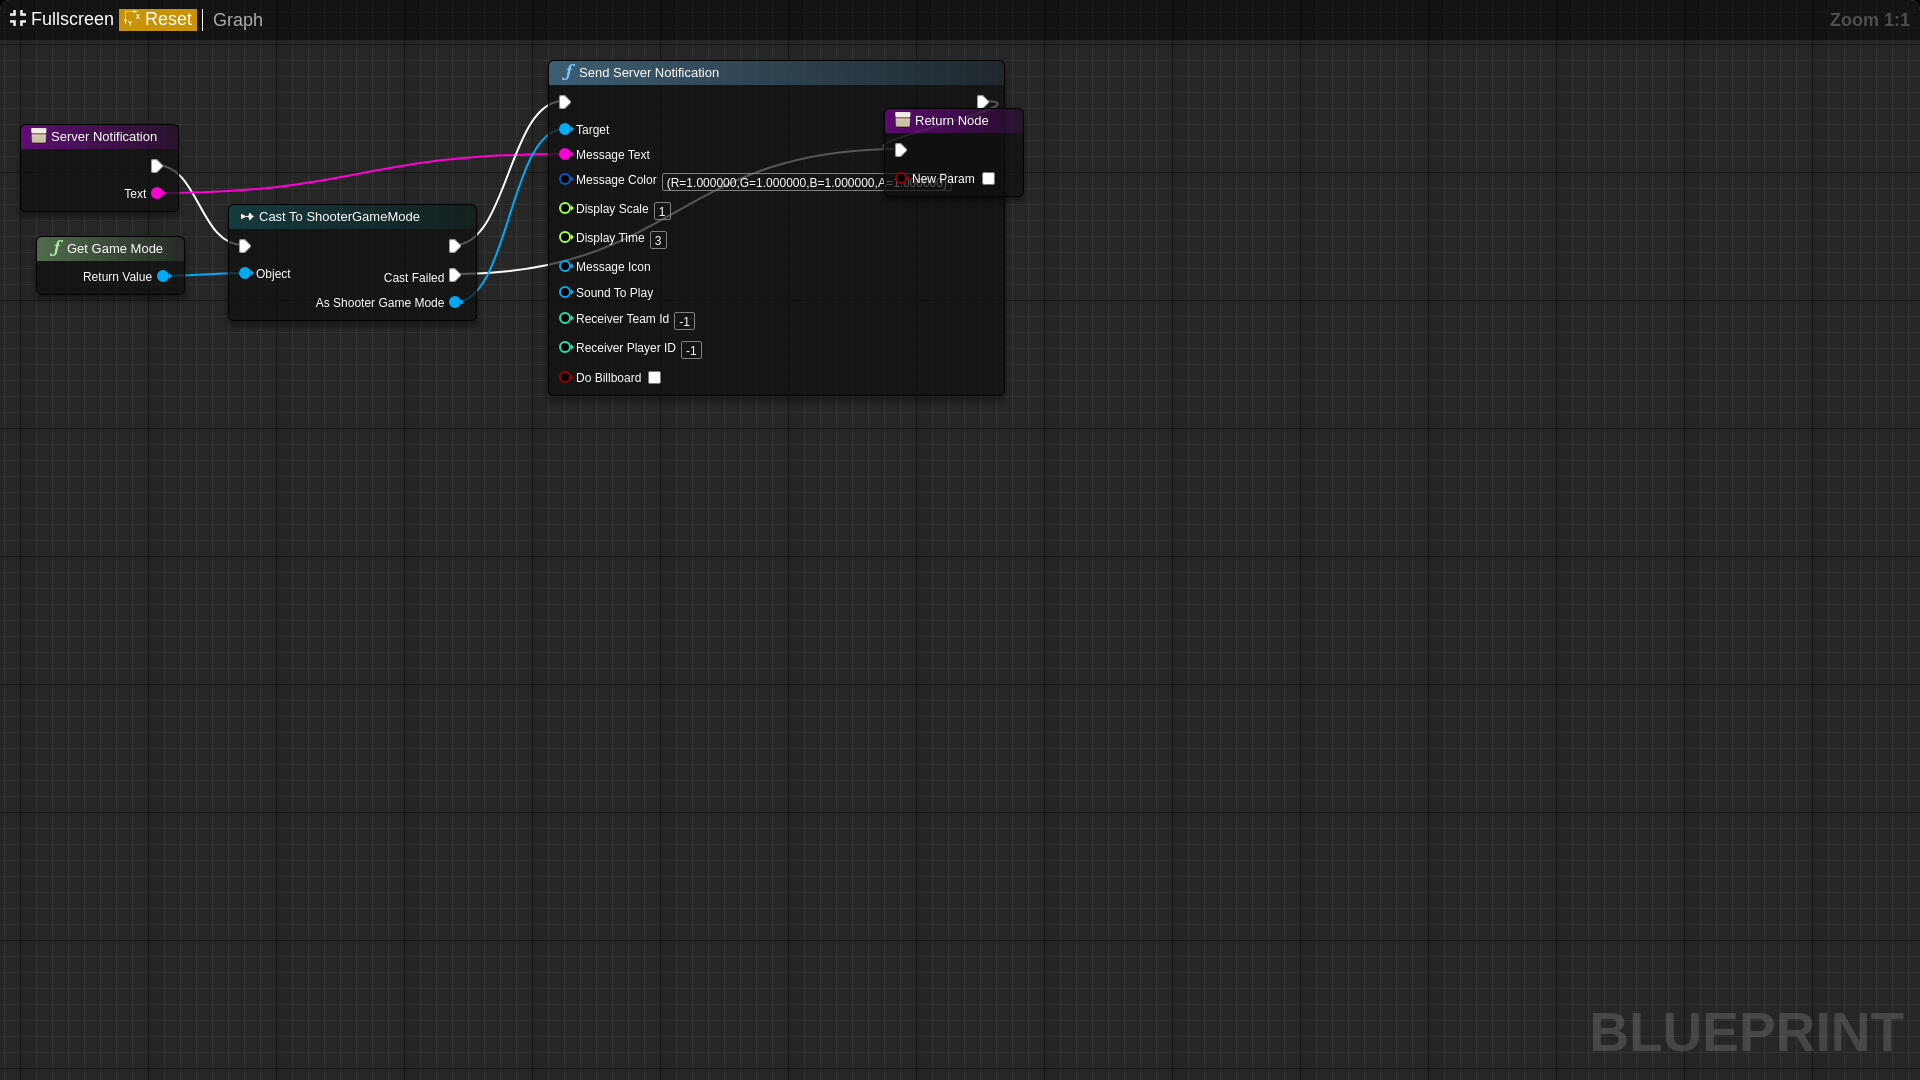 Fullscreen Reset Graph
Zoom 1:1
Server Notification
Text
Get Game Mode
Return Value
Cast To ShooterGameMode
Object
Cast Failed
As Shooter Game Mode
Send Server Notification
Target
Message Text
Message Color (R=1.000000,G=1.000000,B=1.000000,A=1.000000)
Display Scale 1
Display Time 3
Message Icon
Sound To Play
Receiver Team Id -1
Receiver Player ID -1
Do Billboard
Return Node
New Param
BLUEPRINT